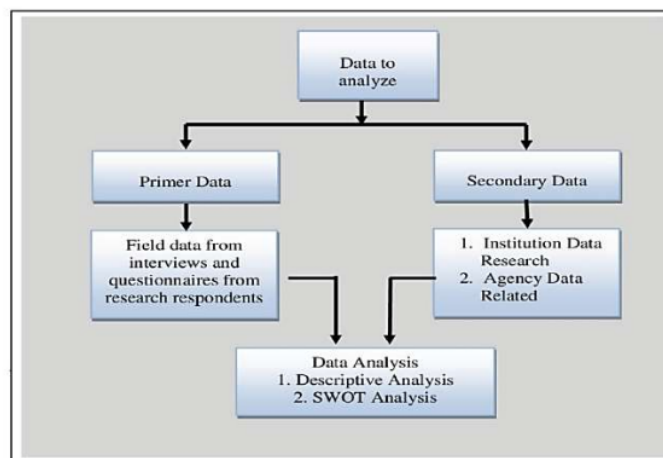 Data to
analyze
Primer Data
Secondary Data
Field data from
interviews and
questionnaires from
research respondents
1. Institution Data
Research
2. Agency Data
Related
Data Analysis
1. Descriptive Analysis
2. SWOT Analysis